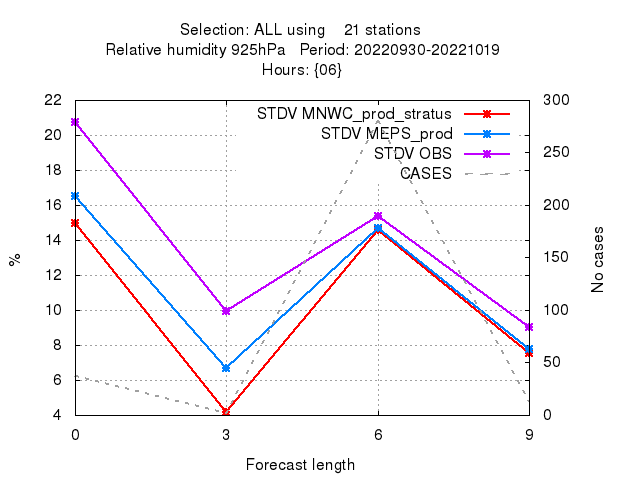 Selection: ALL using    21 stations
Relative humidity 925hPa   Period: 20220930-20221019
Hours: {06}
STDV MNWC_prod_stratus
STDV MEPS_prod
STDV OBS
CASES
22
20
18
16
14
12
10
8
6
4
300
250
200
150
100
50
0
%
No cases
0 3 6 9
Forecast length